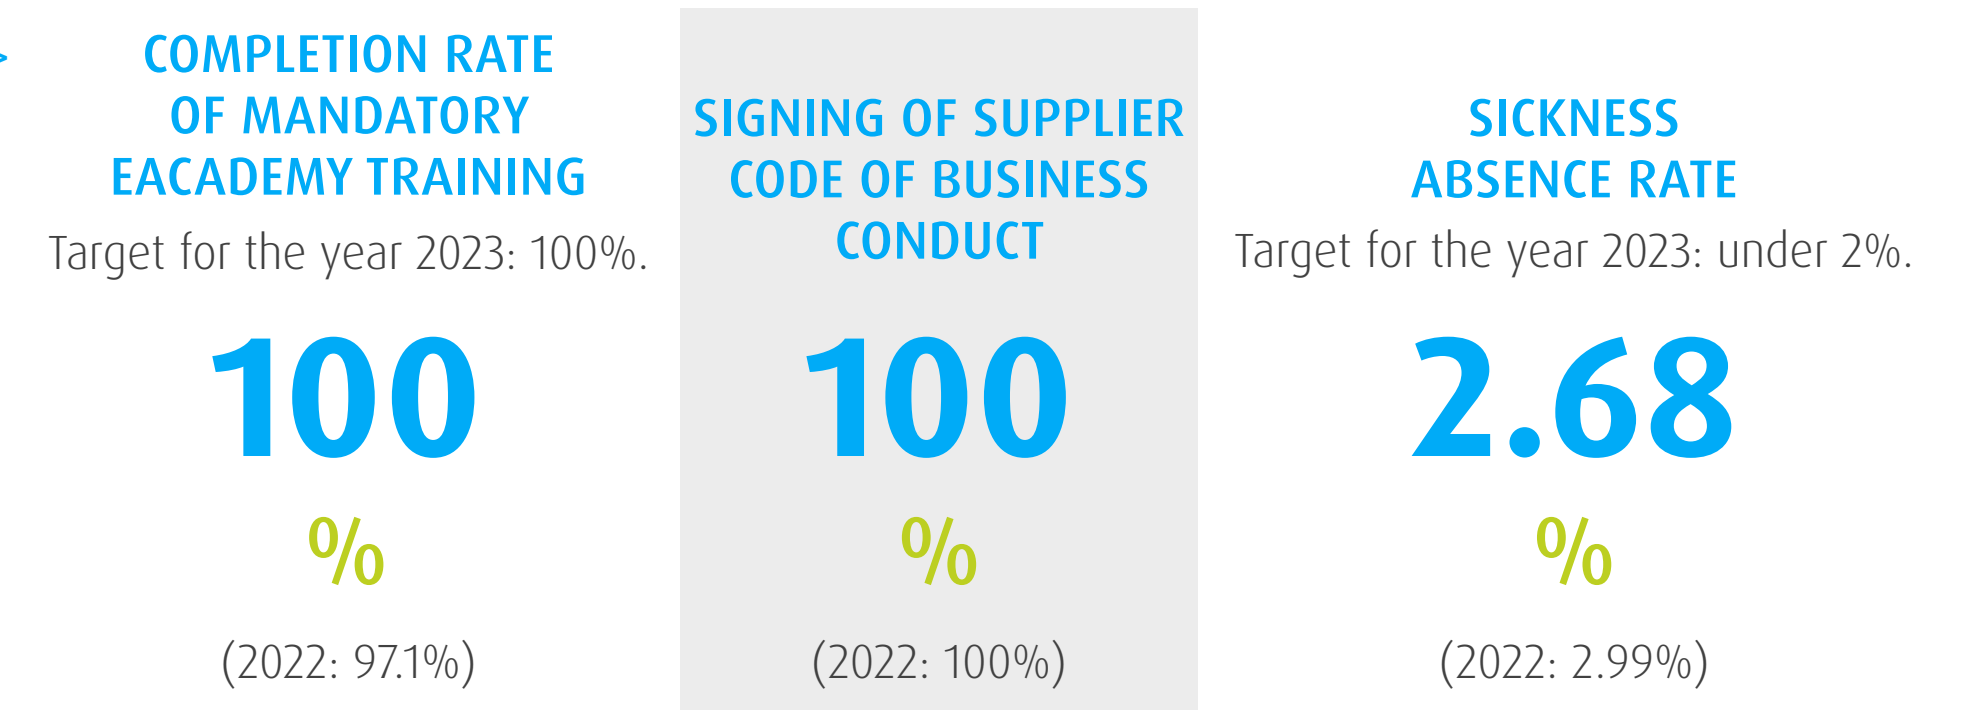 >
COMPLETION RATE
OF MANDATORY
EACADEMY TRAINING
Target for the year 2023: 100%.
100
%
(2022: 97.1%)
SIGNING OF SUPPLIER
CODE OF BUSINESS
CONDUCT
100
%
(2022: 100%)
SICKNESS
ABSENCE RATE
Target for the year 2023: under 2%.
2.68
%
(2022: 2.99%)